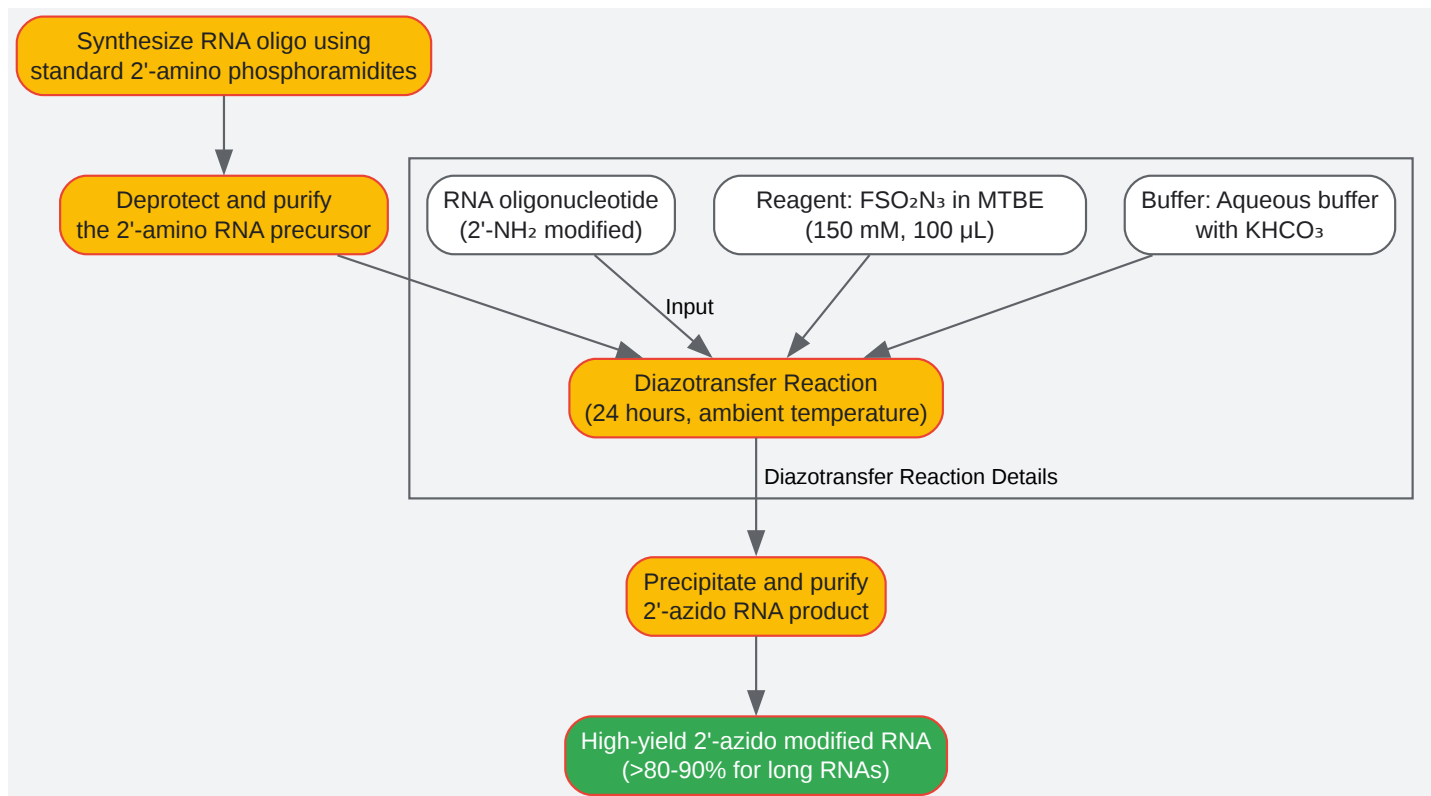 Synthesize RNA oligo using
standard 2'-amino phosphoramidites
Deprotect and purify
the 2'-amino RNA precursor
RNA oligonucleotide
(2'-NH₂ modified)
Reagent: FSO₂N₃ in MTBE
(150 mM, 100 μL)
Buffer: Aqueous buffer
with KHCO₃
Input
Diazotransfer Reaction
(24 hours, ambient temperature)
Diazotransfer Reaction Details
Precipitate and purify
2'-azido RNA product
High-yield 2'-azido modified RNA
(>80-90% for long RNAs)